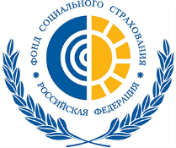 ФОНД СОЦИАЛЬНОГО СТРАХОВАНИЯ
РОССИЙСКАЯ ФЕДЕРАЦИЯ